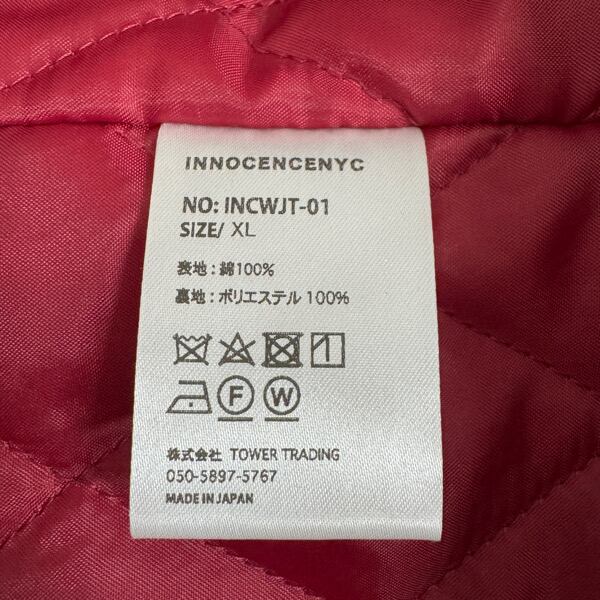 INNOCENCENYC
NO: INCWJT-01
SIZE/ XL
表地：綿100%
裏地：ポリエステル 100%
F W
株式会社 TOWER TRADING
050-5897-5767
MADE IN JAPAN